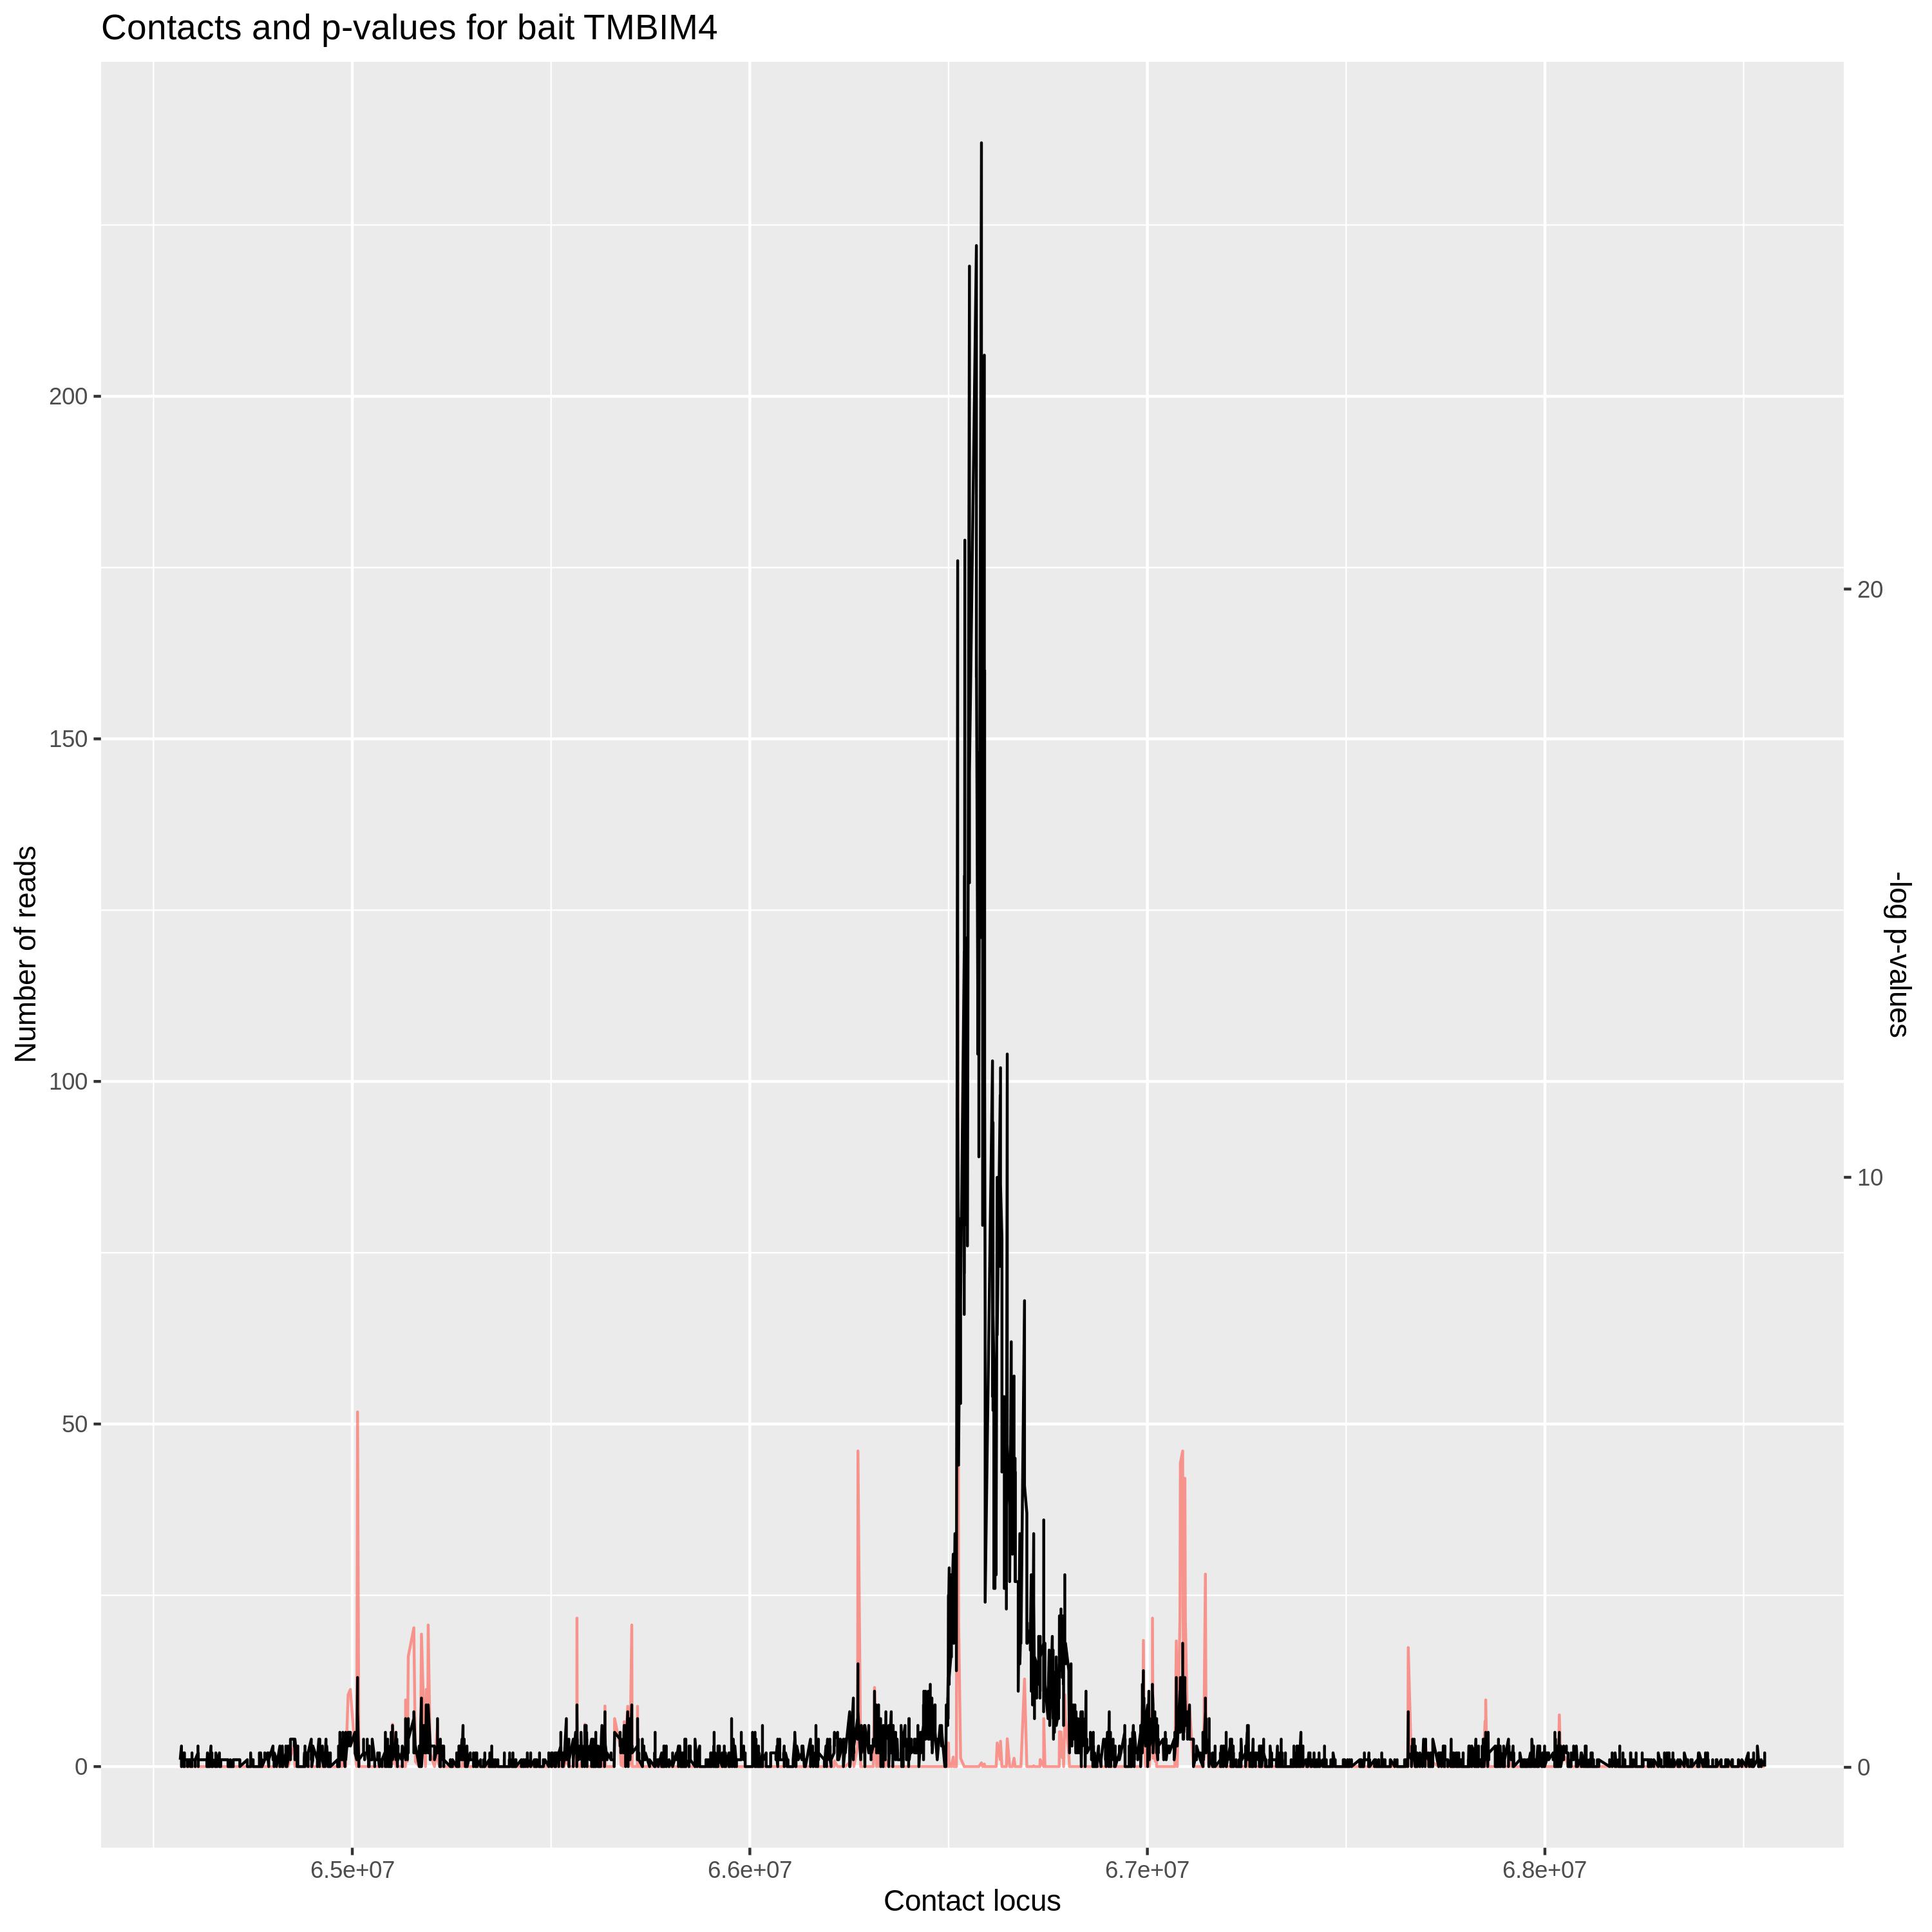 Contacts and p-values for bait TMBIM4
Number of reads
200
150
100
50
0
20
10
0
-log p-values
6.5e+07 6.6e+07 6.7e+07 6.8e+07
Contact locus